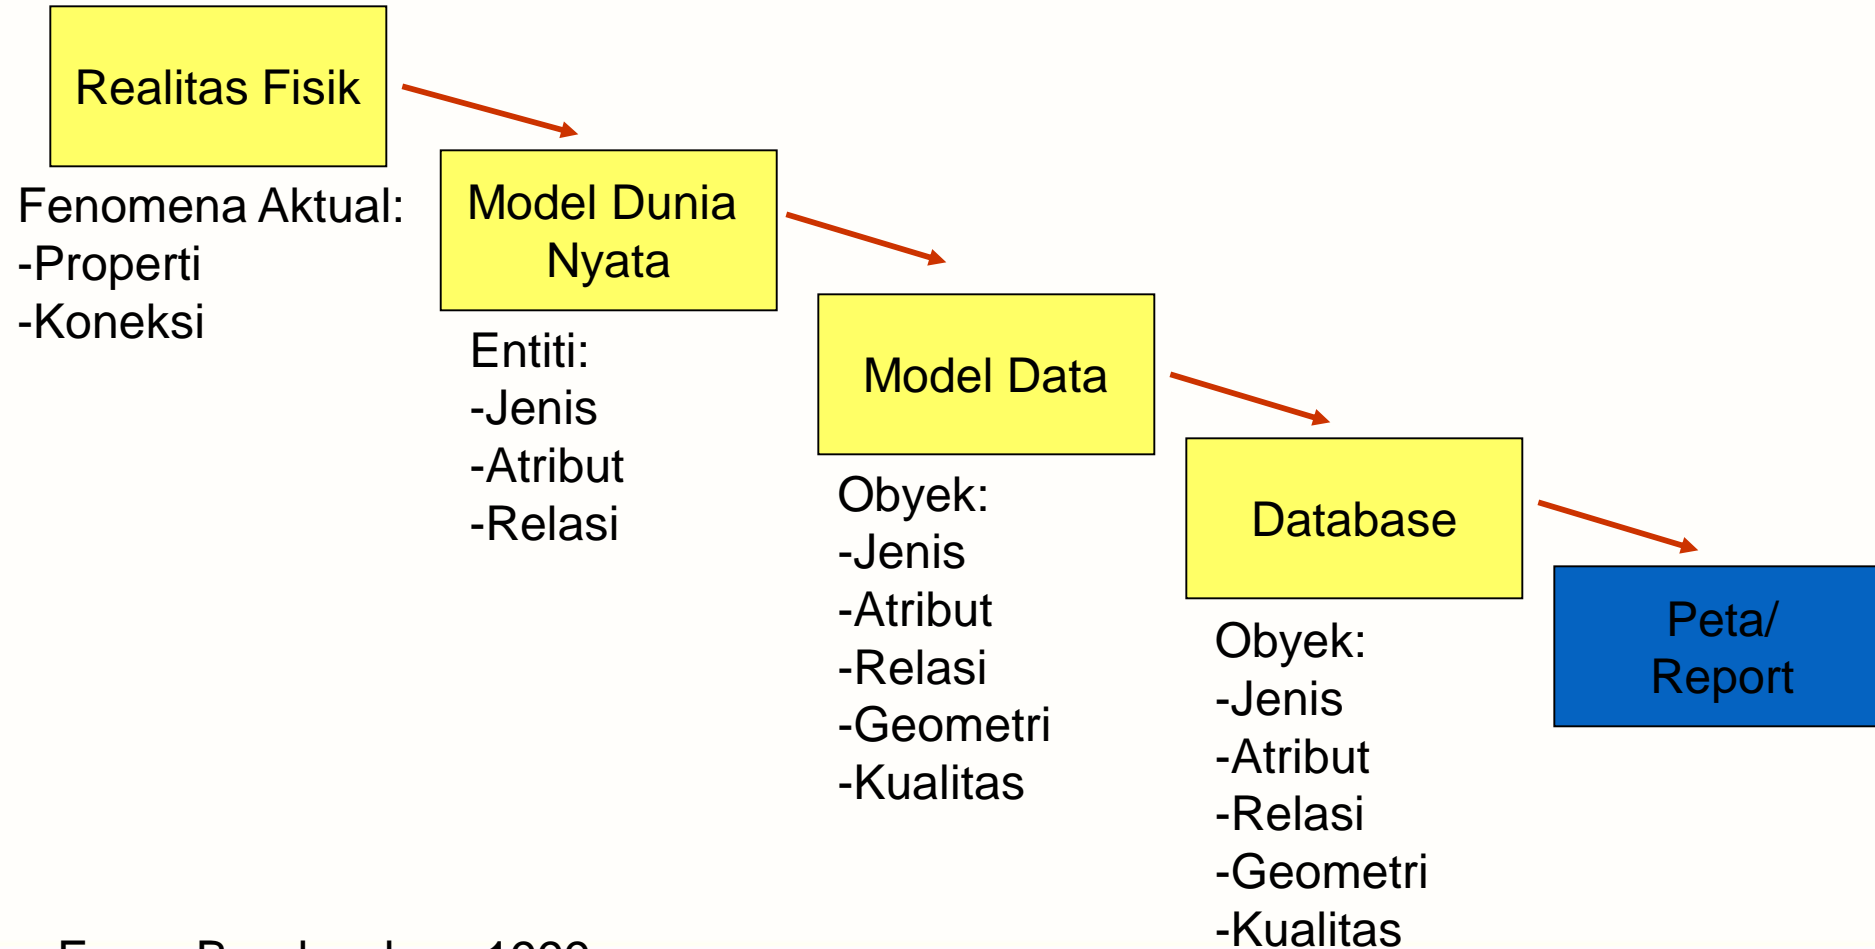 Realitas Fisik
Fenomena Aktual:
-Properti
-Koneksi
Model Dunia
Nyata
Entiti:
-Jenis
-Atribut
-Relasi
Model Data
Obyek:
-Jenis
-Atribut
-Relasi
-Geometri
-Kualitas
Database
Obyek:
-Jenis
-Atribut
-Relasi
-Geometri
-Kualitas
Peta/
Report